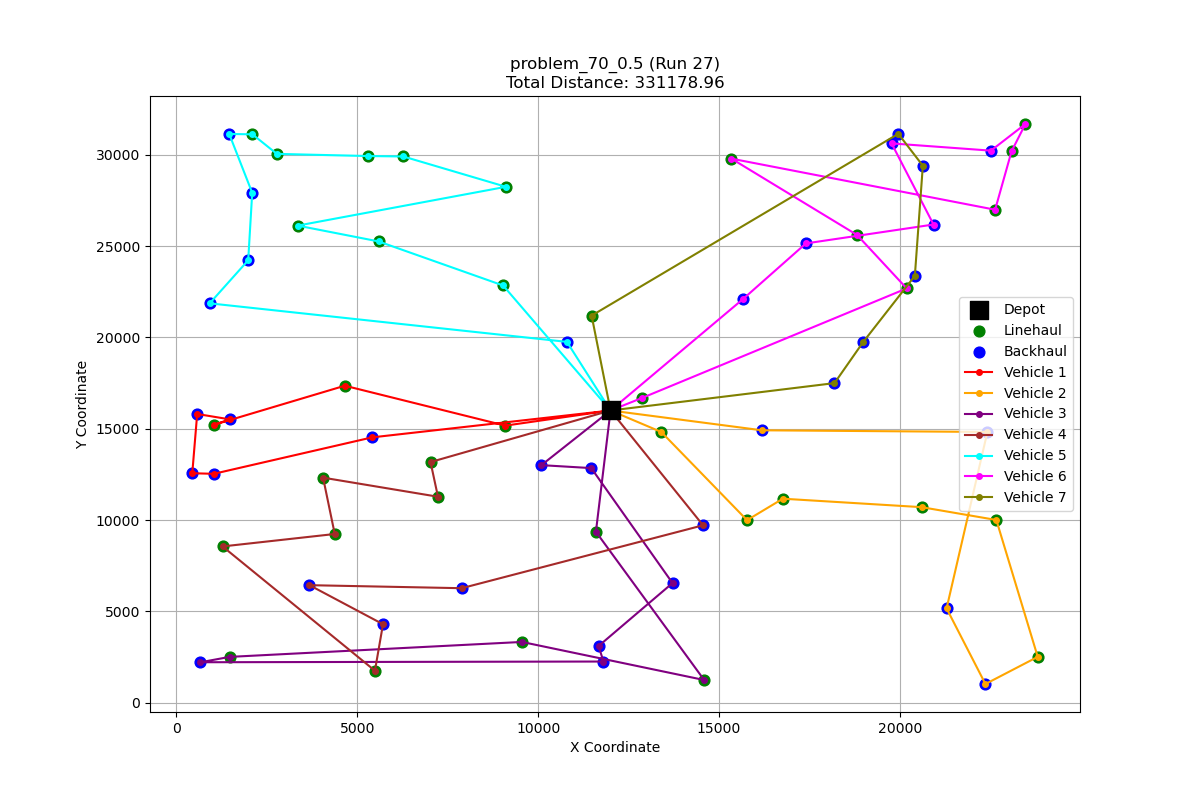 problem_70_0.5 (Run 27)
Total Distance: 331178.96
Y Coordinate
30000
25000
20000
15000
10000
5000
0
Depot
Linehaul
Backhaul
Vehicle 1
Vehicle 2
Vehicle 3
Vehicle 4
Vehicle 5
Vehicle 6
Vehicle 7
0 5000 10000 15000 20000
X Coordinate